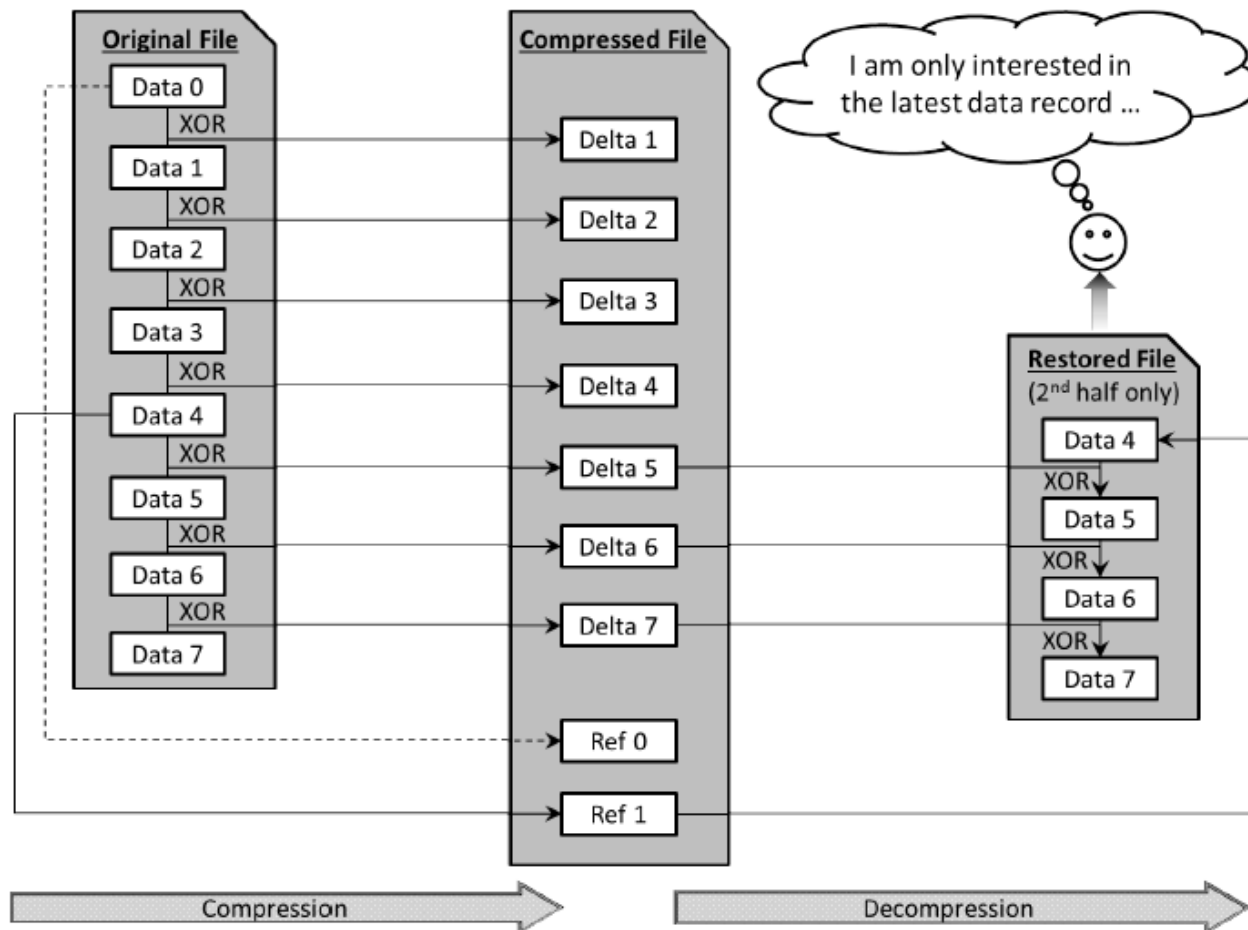 Original File
Data 0
XOR
Data 1
XOR
Data 2
XOR
Data 3
XOR
Data 4
XOR
Data 5
XOR
Data 6
XOR
Data 7
Compressed File
Delta 1
Delta 2
Delta 3
Delta 4
Delta 5
Delta 6
Delta 7
Ref 0
Ref 1
I am only interested in
the latest data record ...
Restored File
(2nd half only)
Data 4
XOR
Data 5
XOR
Data 6
XOR
Data 7
Compression
Decompression